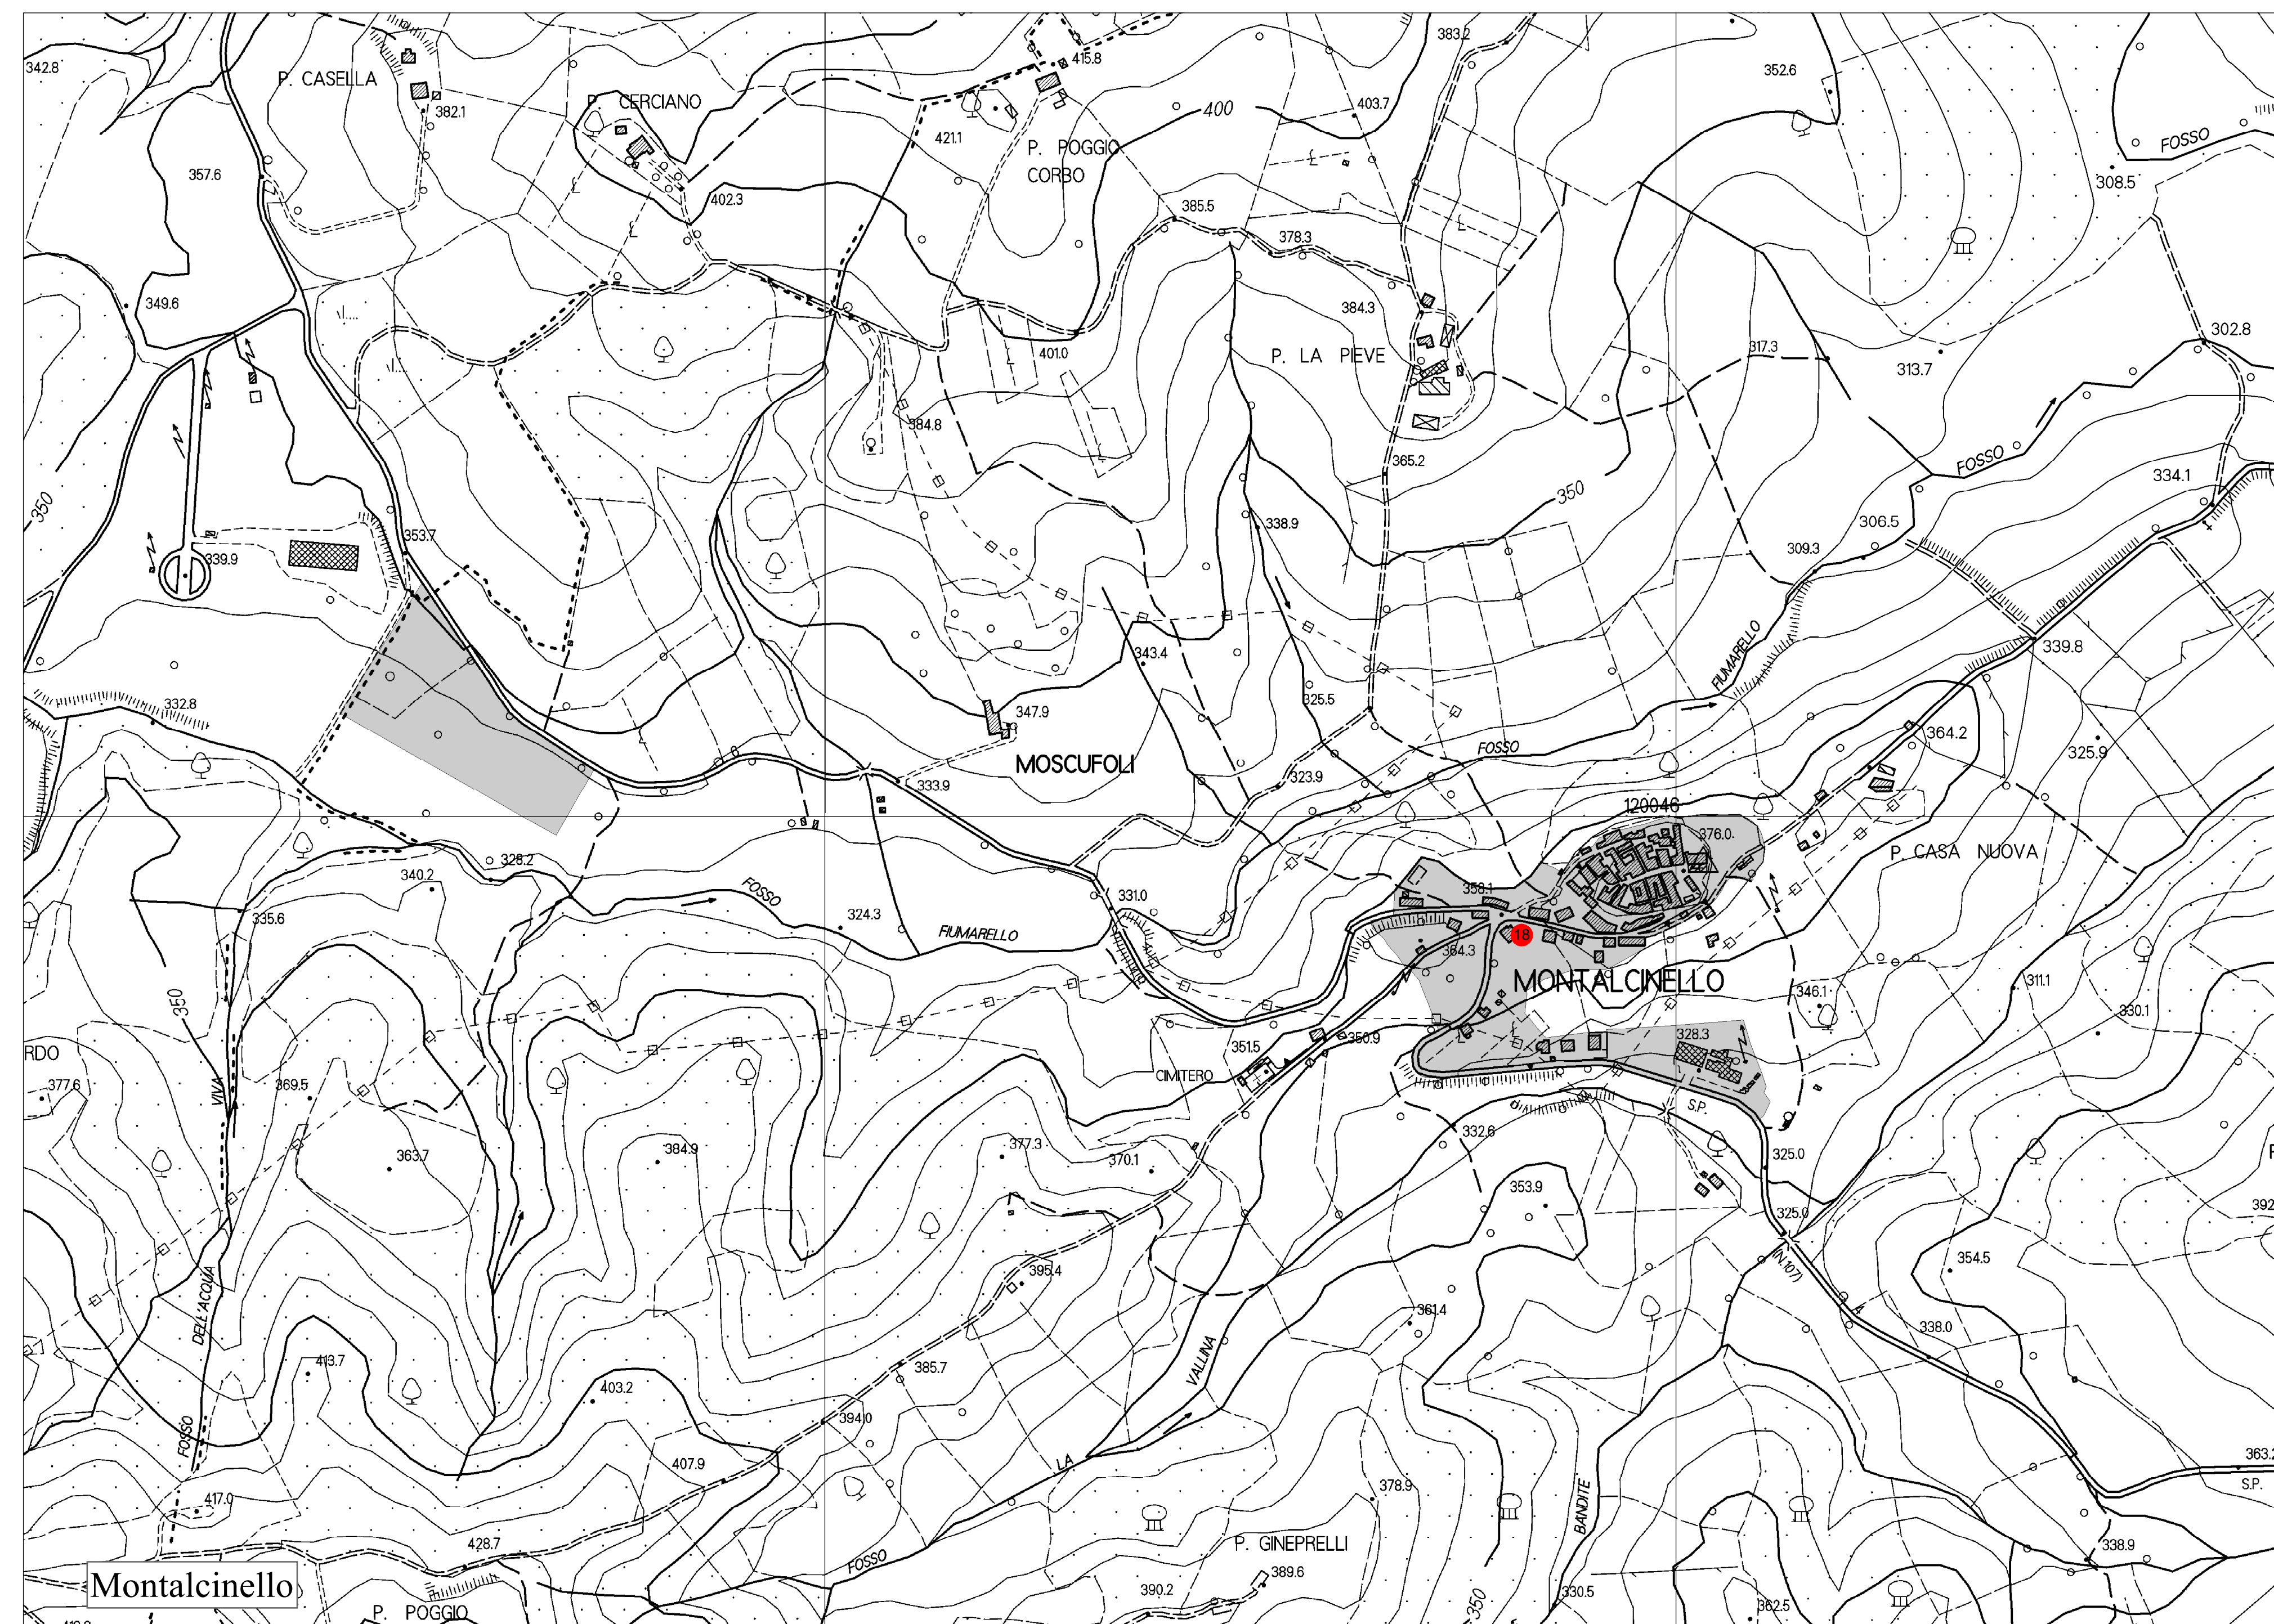 383.2
415.8
342.8
352.6
P. CASELLA
P. CERCIANO
382.1
403.7
400
421.1
FOSSO
P. POGGIO
CORBO
357.6
308.5
402.3
385.5
378.3
349.6
384.3
302.8
401.0
P. LA PIEVE
317.3
313.7
384.8
365.2
FOSSO
334.1
350
350
338.9
306.5
353.7
309.3
339.9
FIUMARELLO
339.8
343.4
332.8
325.5
347.9
364.2
FOSSO
325.9
MOSCUFOLI
323.9
333.9
120046
376.0
P. CASA NUOVA
328.2
340.2
358.1
FOSSO
331.0
335.6
324.3
FIUMARELLO
18
364.3
MONTALCINELLO
311.1
346.1
350
330.1
328.3
350.9
351.5
RDO
CIMITERO
377.6
369.5
VIVA
S.P.
332.6
377.3
384.9
363.7
370.1
325.0
353.9
392
325.0
395.4
354.5
(N.107)
DELL'ACQUA
361.4
338.0
413.7
385.7
VALLINA
403.2
394.0
FOSSO
363.2
LA
407.9
S.P.
378.9
417.0
BANDITE
428.7
P. GINEPRELLI
338.9
FOSSO
389.6
Montalcinello
390.2
330.5
350
362.5
P. POGGIO